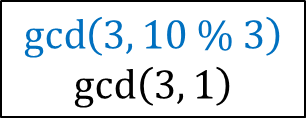 gcd(3, 10 % 3)
gcd(3, 1)